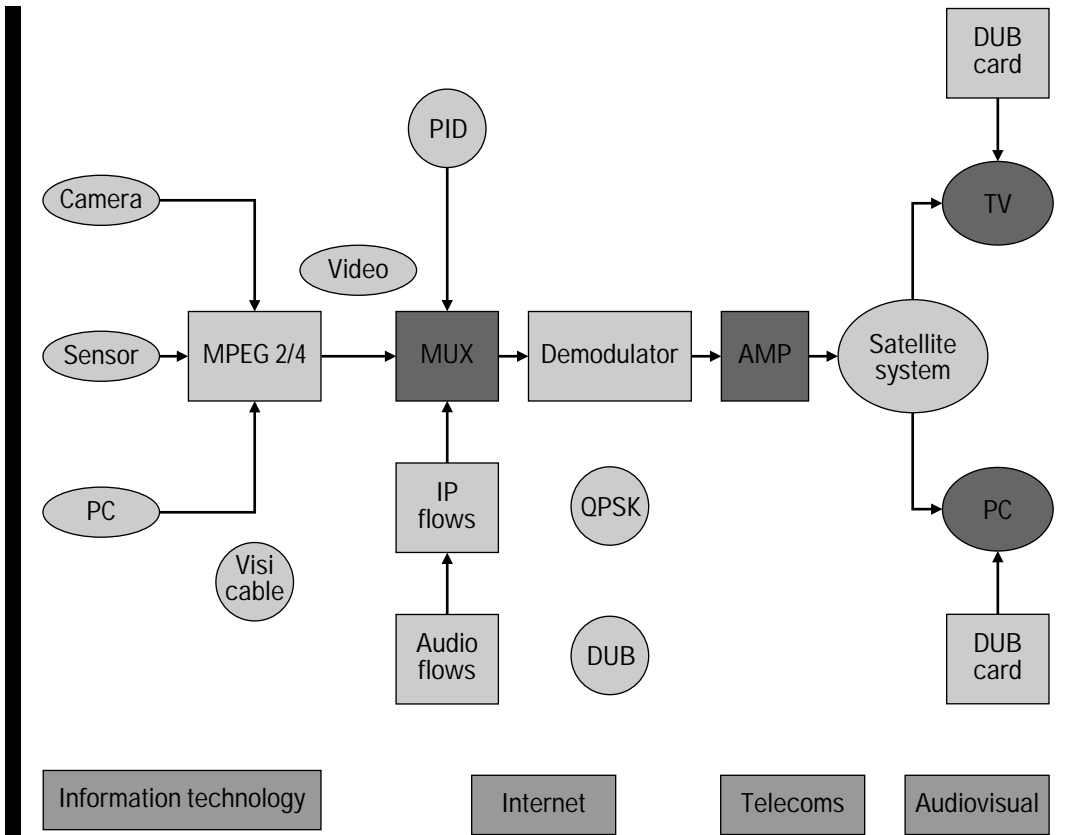 DUB
card
PID
Camera
TV
Video
Sensor
MPEG 2/4
MUX
Demodulator
AMP
Satellite
system
PC
IP
flows
QPSK
PC
Visi
cable
Audio
flows
DUB
DUB
card
Information technology
Internet
Telecoms
Audiovisual